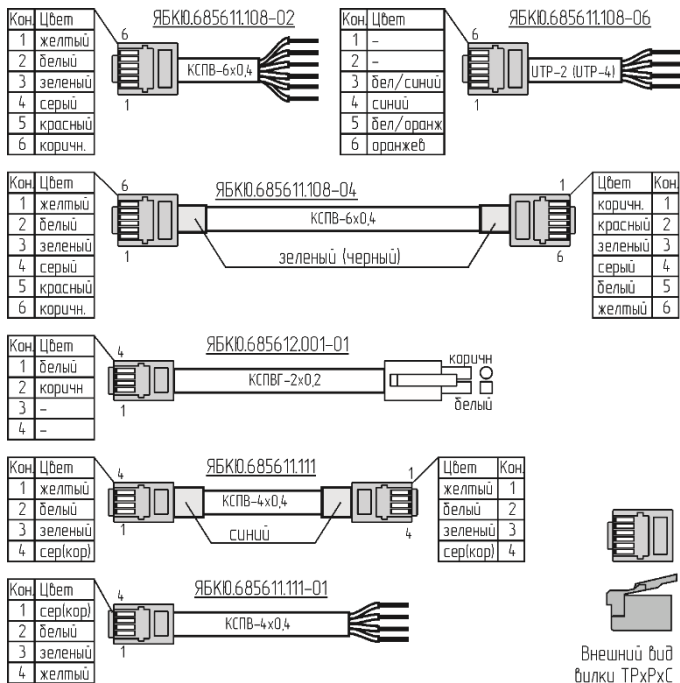 ЯБКЮ.685611.108-02
Кон. Цвет
1 желтый
2 белый
3 зеленый
4 серый
5 красный
6 коричн.
6
КСПВ-6х0,4
1
ЯБКЮ.685611.108-06
Кон. Цвет
1 -
2 -
3 бел/синий
4 синий
5 бел/оранж
6 оранжев
6
UTP-2 (UTP-4)
1
ЯБКЮ.685611.108-04
Кон. Цвет
1 желтый
2 белый
3 зеленый
4 серый
5 красный
6 коричн.
6
1
КСПВ-6х0,4
зеленый (черный)
1
6
Цвет Кон.
коричн. 1
красный 2
зеленый 3
серый 4
белый 5
желтый 6
ЯБКЮ.685612.001-01
Кон. Цвет
1 белый
2 коричн
3 -
4 -
4
1
КСПВГ-2х0,2
коричн
белый
ЯБКЮ.685611.111
Кон. Цвет
1 желтый
2 белый
3 зеленый
4 сер(кор)
4
1
КСПВ-4х0,4
синий
1
4
Цвет Кон.
желтый 1
белый 2
зеленый 3
сер(кор) 4
ЯБКЮ.685611.111-01
Кон. Цвет
1 сер(кор)
2 белый
3 зеленый
4 желтый
4
1
КСПВ-4х0,4
Внешний вид
вилки TPxPxC